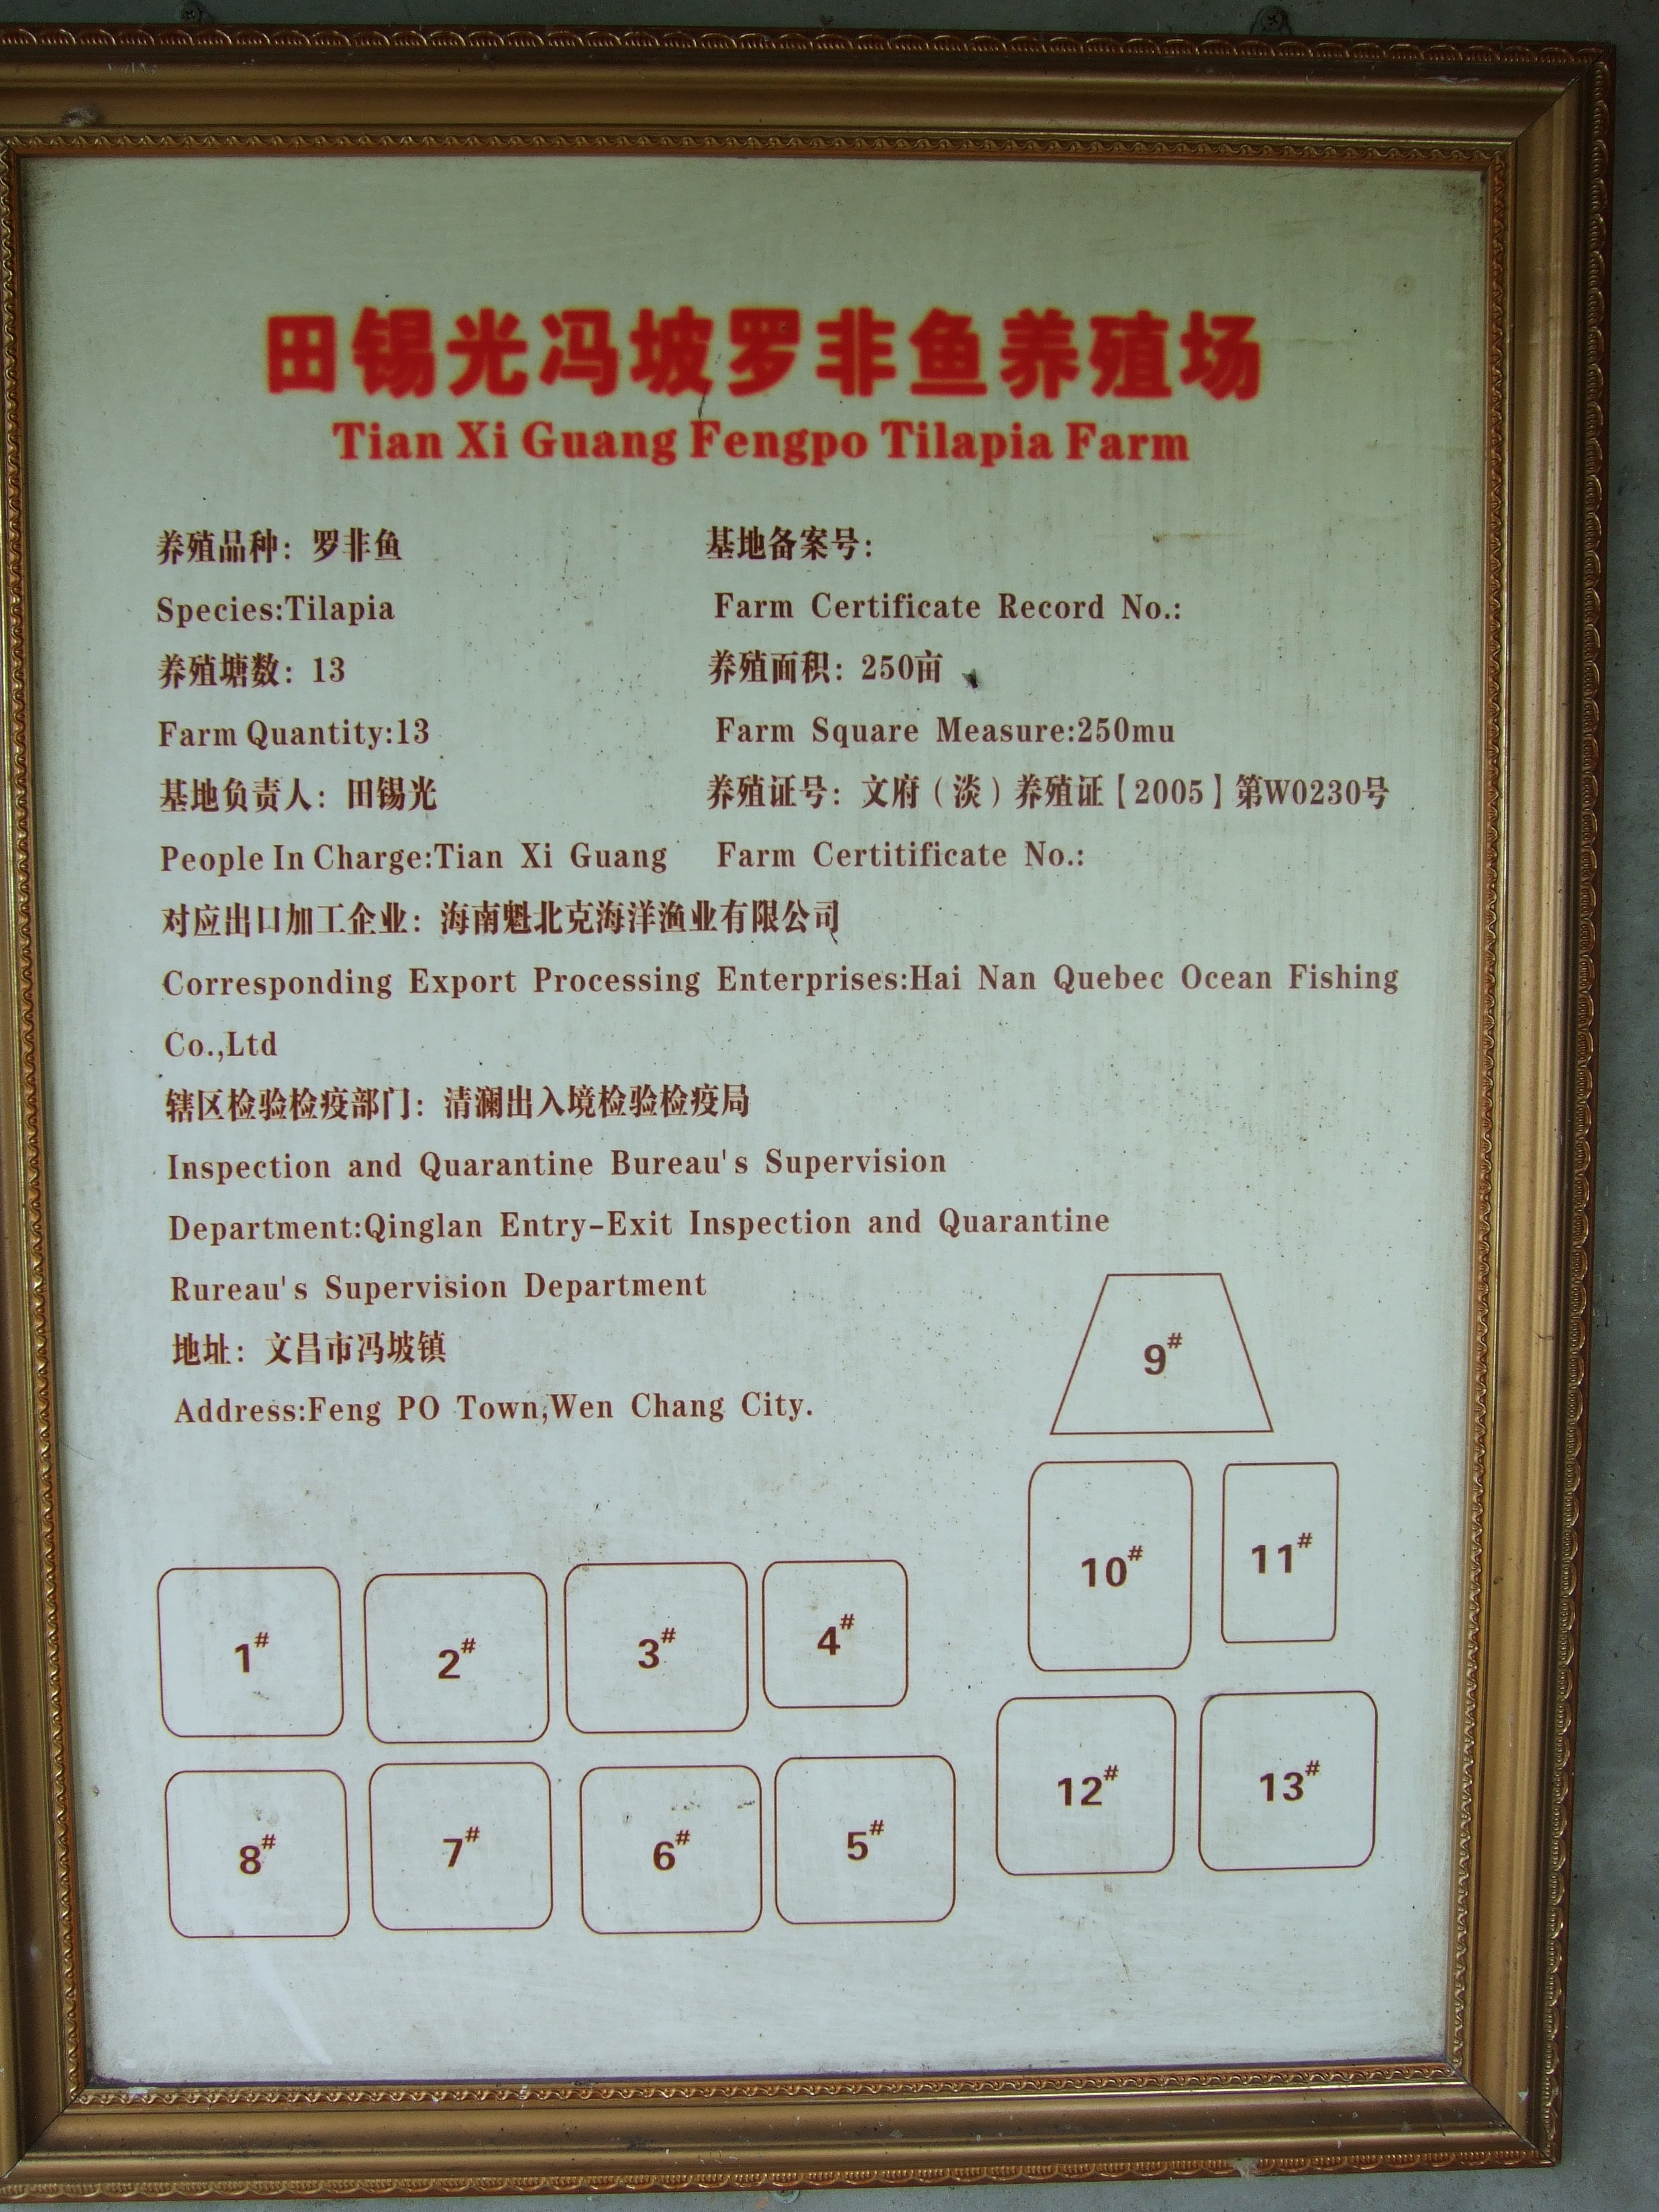 田锡光冯坡罗非鱼养殖场
Tian Xi Guang Fengpo Tilapia Farm
养殖品种：罗非鱼 基地备案号：
Species:Tilapia Farm Certificate Record No.:
养殖塘数：13 养殖面积：250亩
Farm Quantity:13 Farm Square Measure:250mu
基地负责人：田锡光 养殖证号：文府（淡）养殖证【2005】第W0230号
People In Charge:Tian Xi Guang Farm Certitificate No.:
对应出口加工企业：海南魁北克海洋渔业有限公司
Corresponding Export Processing Enterprises:Hai Nan Quebec Ocean Fishing
Co.,Ltd
辖区检验检疫部门：清澜出入境检验检疫局
Inspection and Quarantine Bureau's Supervision
Department:Qinglan Entry-Exit Inspection and Quarantine
Rureau's Supervision Department
地址：文昌市冯坡镇
Address:Feng PO Town,Wen Chang City.
9#
10# 11#
1# 2# 3# 4#
12# 13#
8# 7# 6# 5#